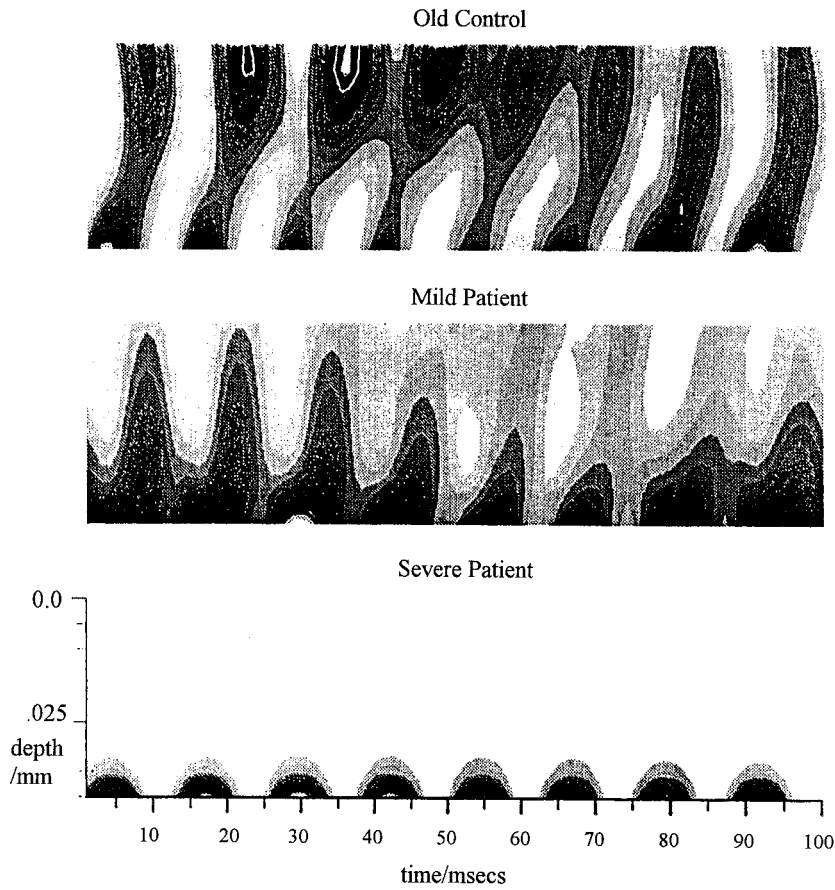 Old Control
Mild Patient
Severe Patient
0.0
.025
depth
/mm
10 20 30 40 50 60 70 80 90 100
time/msecs